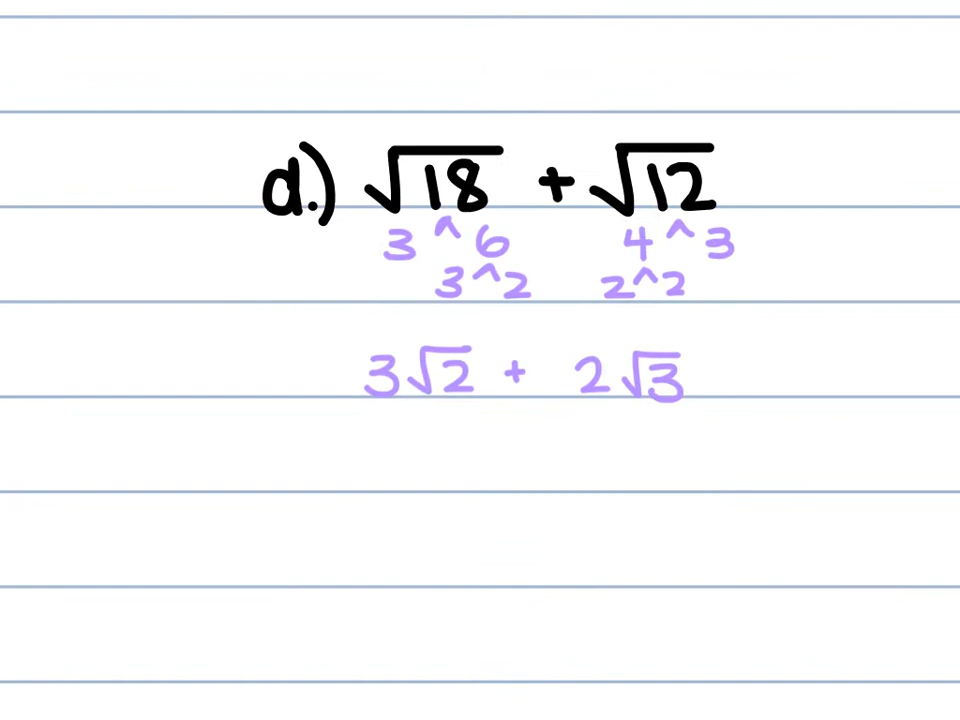 d.) √18 + √12
3 ^ 6 4 ^ 3
3 ^ 2 2 ^ 2
3√2 + 2√3